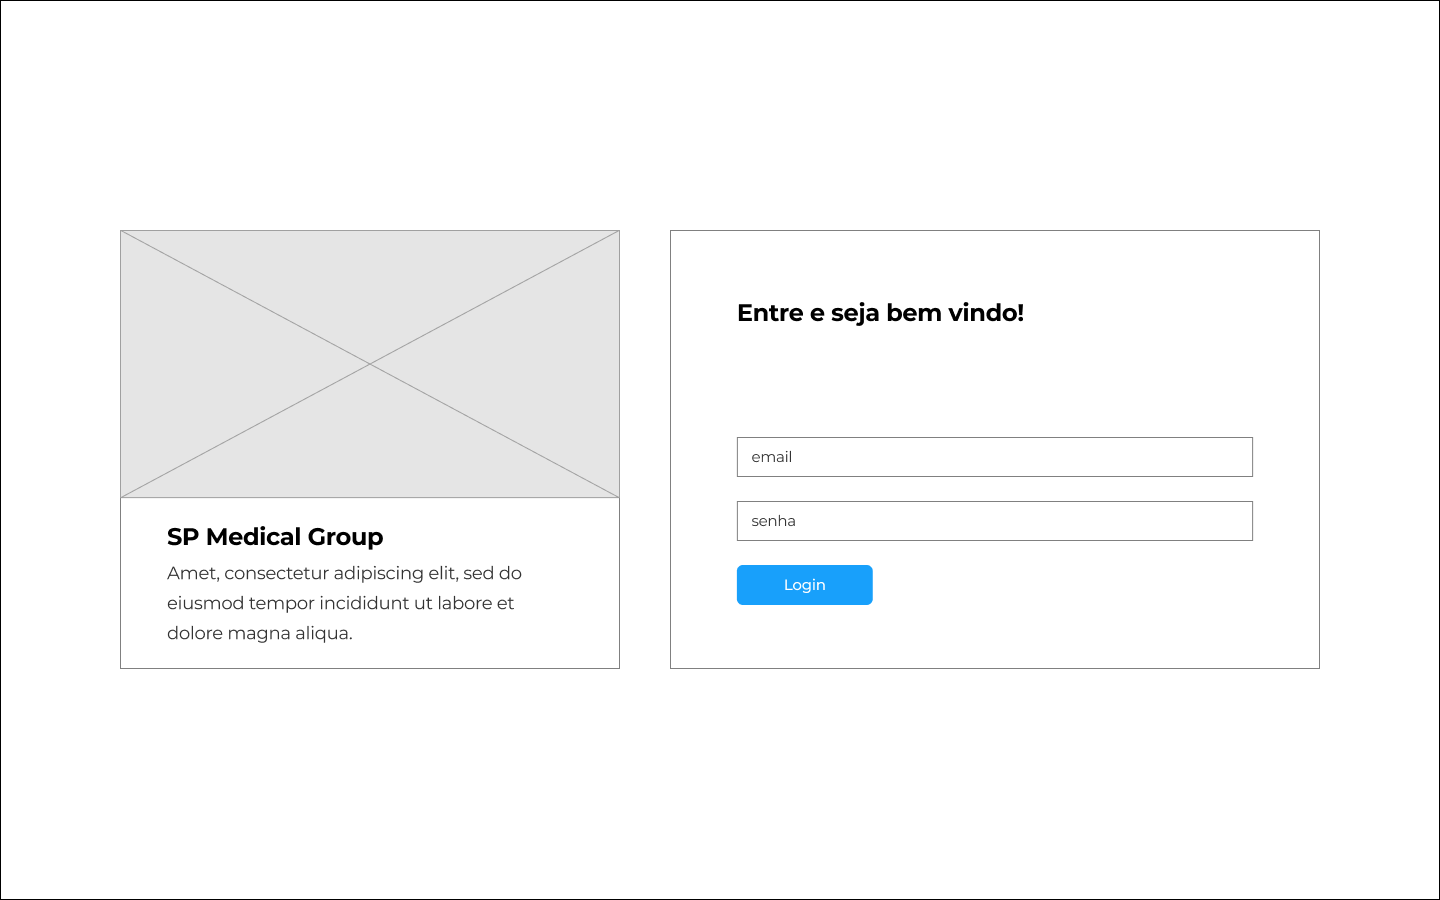 SP Medical Group
Amet, consectetur adipiscing elit, sed do
eiusmod tempor incididunt ut labore et
dolore magna aliqua.
Entre e seja bem vindo!
email
senha
Login